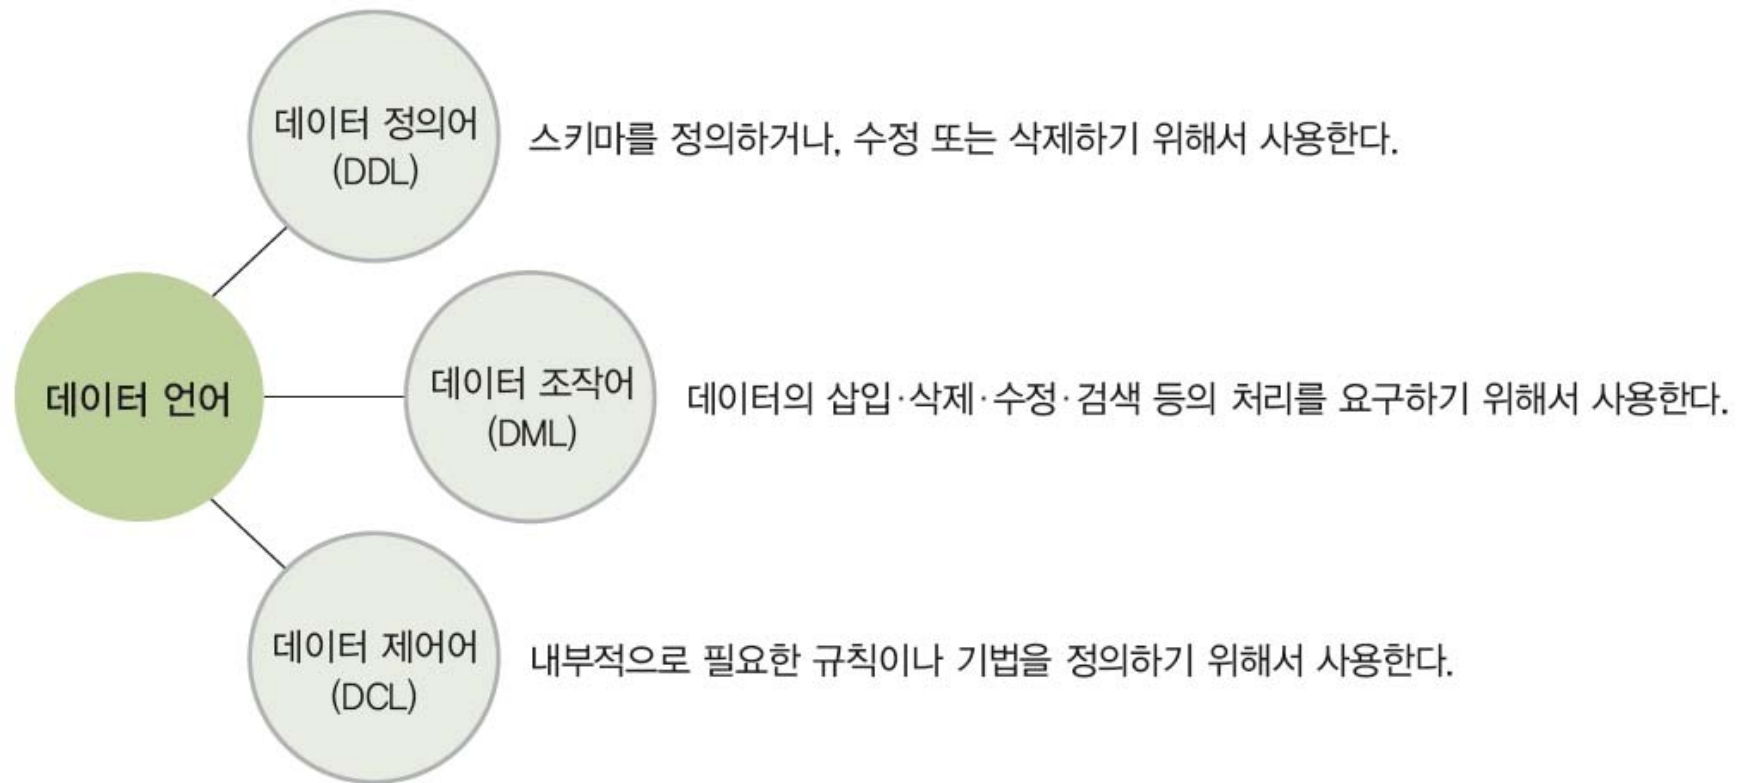 데이터 정의어
(DDL)
스키마를 정의하거나, 수정 또는 삭제하기 위해서 사용한다.
데이터 언어
데이터 조작어
(DML)
데이터의 삽입·삭제·수정·검색 등의 처리를 요구하기 위해서 사용한다.
데이터 제어어
(DCL)
내부적으로 필요한 규칙이나 기법을 정의하기 위해서 사용한다.